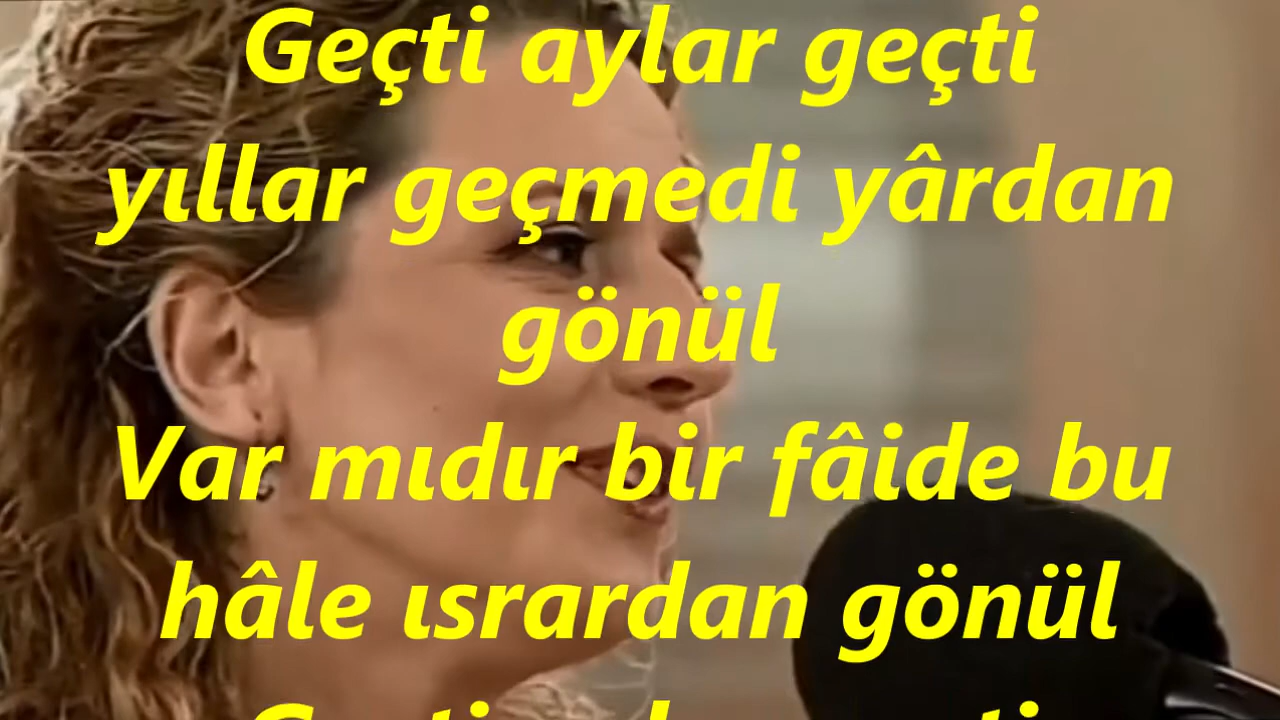 Geçti aylar geçti
yıllar geçmedi yârdan
gönül
Var mıdır bir fâide bu
hâle ısrardan gönül